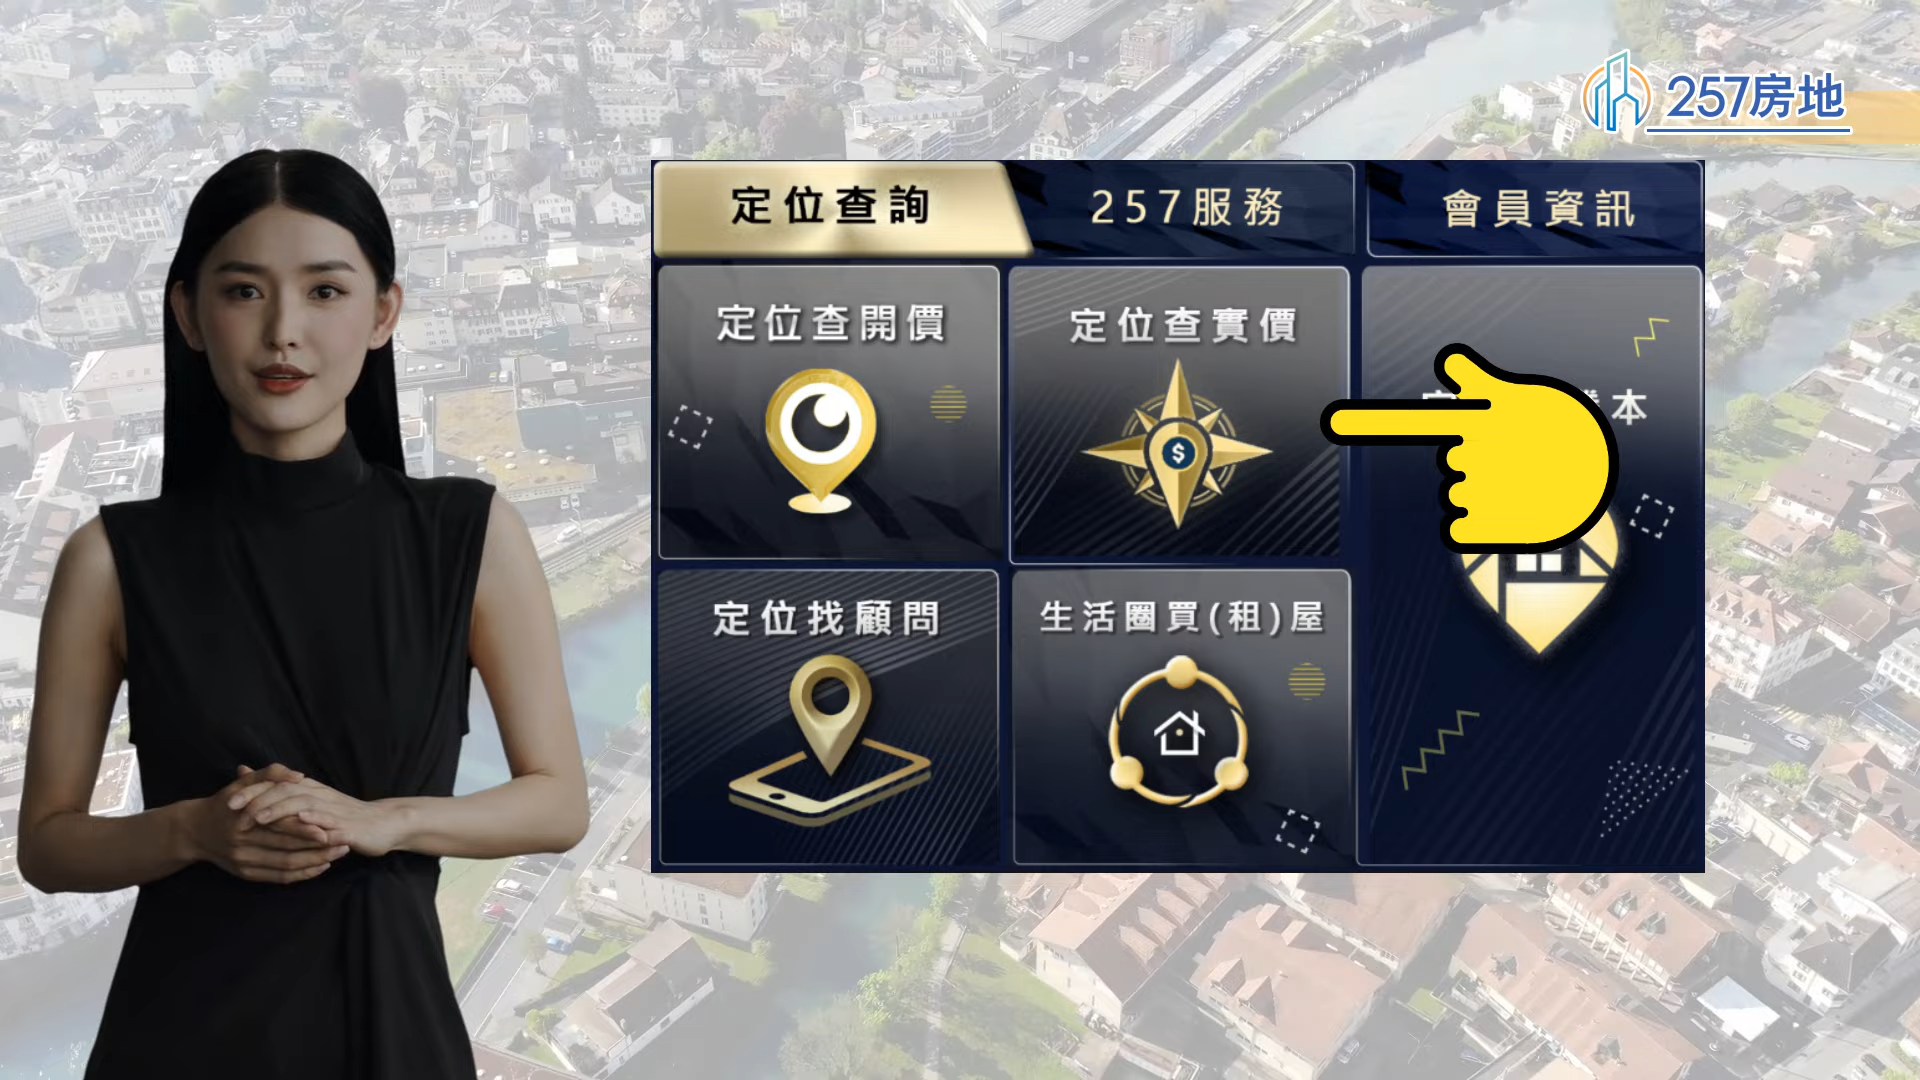 257房地
定位查詢
257服務
會員資訊
定位查開價
定位查實價
本
$
定位找顧問
生活圈買(租)屋